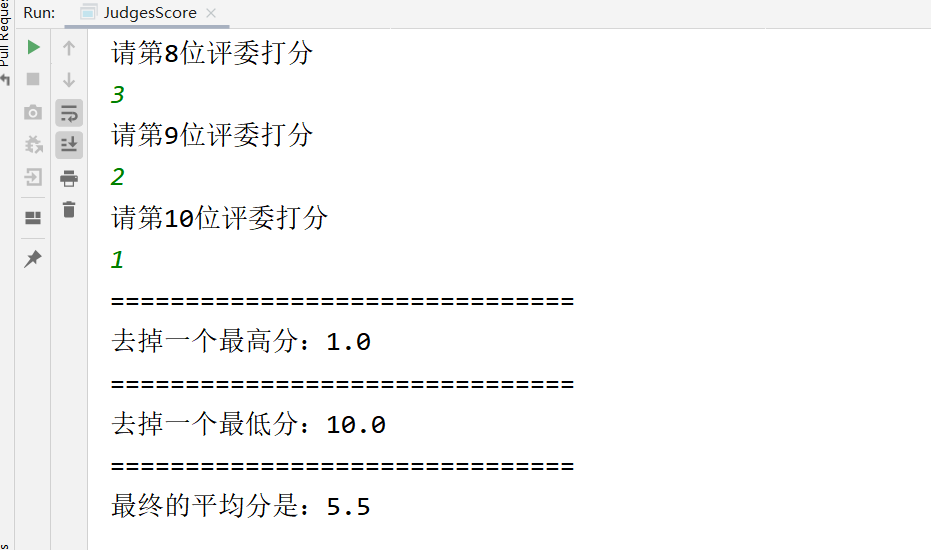 Pull Reque
Run: JudgesScore
请第8位评委打分
3
请第9位评委打分
2
请第10位评委打分
1
===============================
去掉一个最高分：1.0
===============================
去掉一个最低分：10.0
===============================
最终的平均分是：5.5